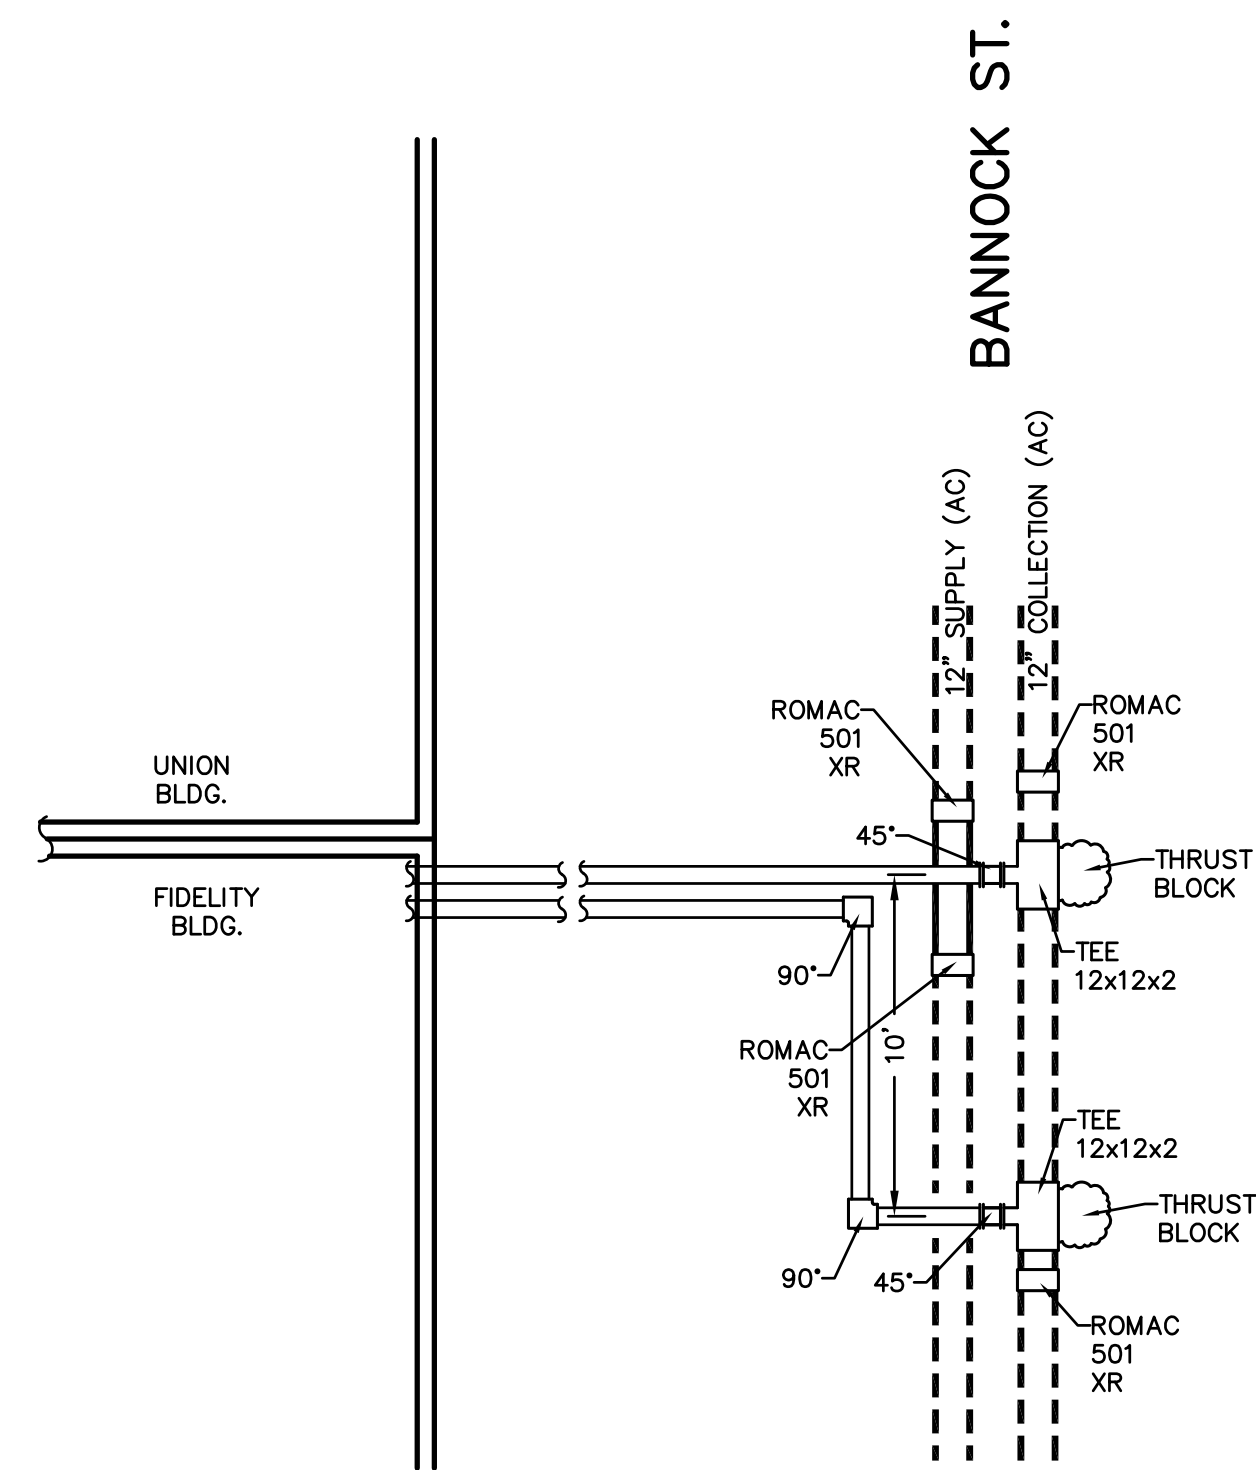 BANNOCK ST.
12" SUPPLY (AC)
12" COLLECTION (AC)
ROMAC
501
XR
ROMAC
501
XR
UNION
BLDG.
45°
THRUST
BLOCK
FIDELITY
BLDG.
TEE
12x12x2
90°
ROMAC
501
XR
10'
TEE
12x12x2
THRUST
BLOCK
90°
45°
ROMAC
501
XR